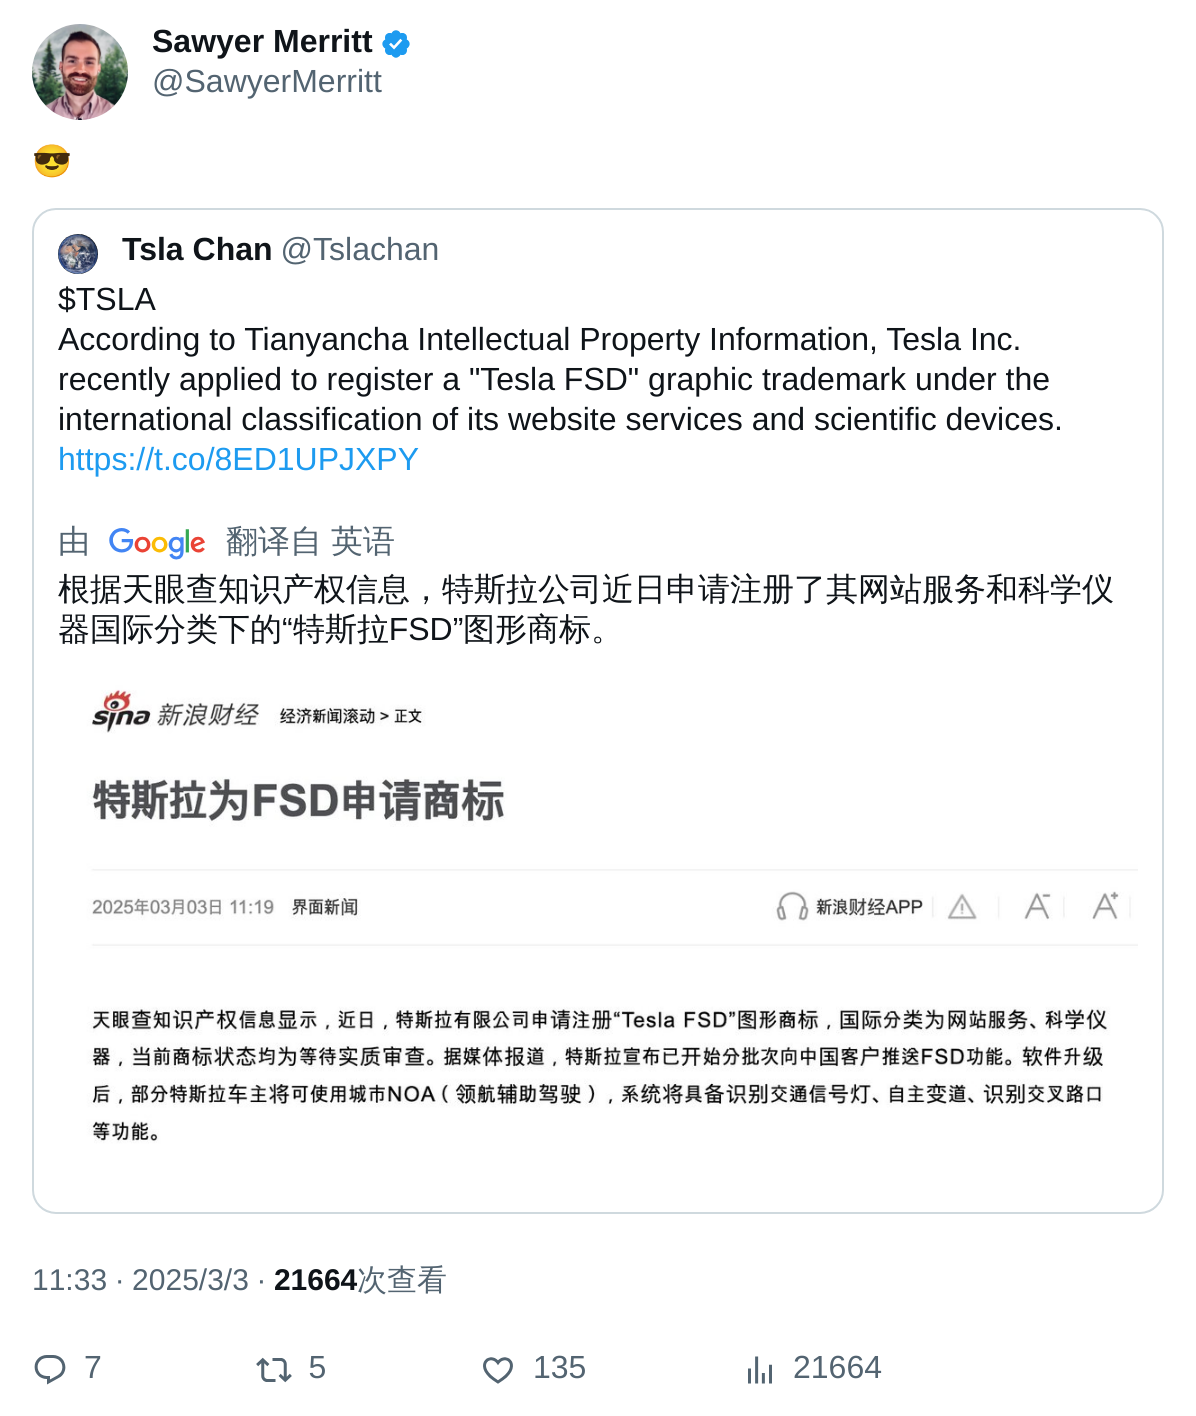 Sawyer Merritt
@SawyerMerritt
😎
Tsla Chan @Tslachan
$TSLA
According to Tianyancha Intellectual Property Information, Tesla Inc.
recently applied to register a "Tesla FSD" graphic trademark under the
international classification of its website services and scientific devices.
https://t.co/8ED1UPJXPY
由 Google 翻译自 英语
根据天眼查知识产权信息，特斯拉公司近日申请注册了其网站服务和科学仪
器国际分类下的“特斯拉FSD”图形商标。
sina 新浪财经 经济新闻滚动 > 正文
特斯拉为FSD申请商标
2025年03月03日 11:19 界面新闻 新浪财经APP A- A+
天眼查知识产权信息显示，近日，特斯拉有限公司申请注册“Tesla FSD”图形商标，国际分类为网站服务、科学仪
器，当前商标状态均为等待实质审查。据媒体报道，特斯拉宣布已开始分批次向中国客户推送FSD功能。软件升级
后，部分特斯拉车主将可使用城市NOA（领航辅助驾驶），系统将具备识别交通信号灯、自主变道、识别交叉路口
等功能。
11:33 · 2025/3/3 · 21664次查看
7 5 135 21664